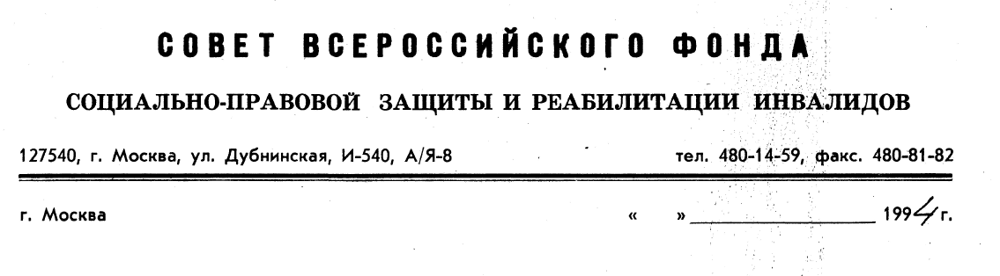 СОВЕТ ВСЕРОССИЙСКОГО ФОНДА
СОЦИАЛЬНО-ПРАВОВОЙ ЗАЩИТЫ И РЕАБИЛИТАЦИИ ИНВАЛИДОВ
127540, г. Москва, ул. Дубнинская, И-540, А/Я-8 тел. 480-14-59, факс. 480-81-82
г. Москва « »____________ 1994 г.